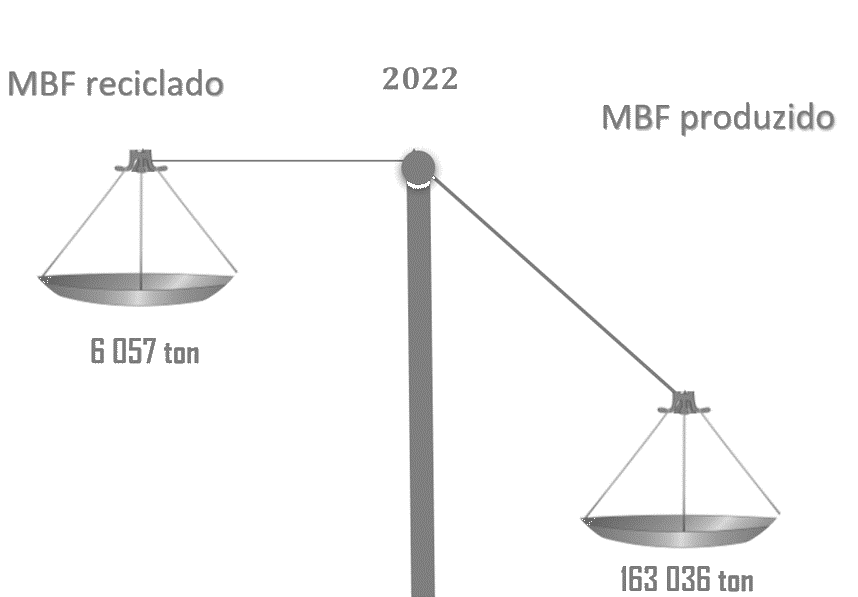 MBF reciclado
2022
MBF produzido
6 057 ton
163 036 ton